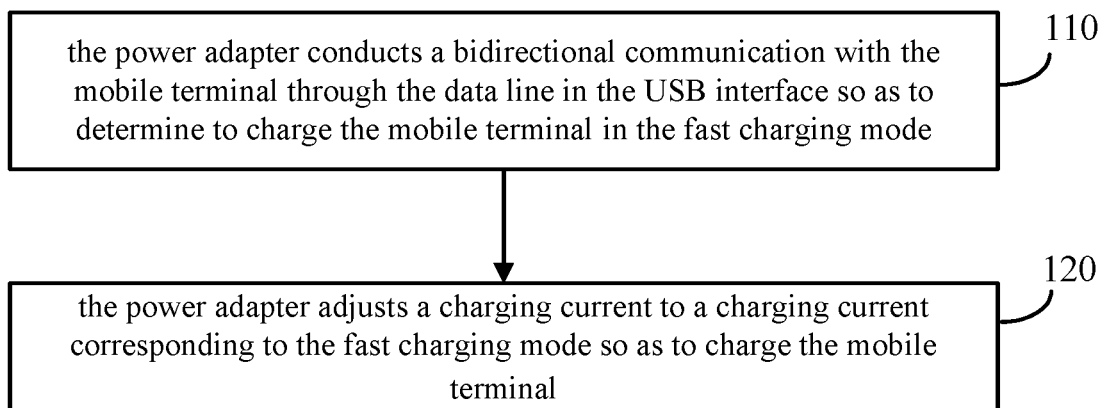 110
the power adapter conducts a bidirectional communication with the
mobile terminal through the data line in the USB interface so as to
determine to charge the mobile terminal in the fast charging mode
120
the power adapter adjusts a charging current to a charging current
corresponding to the fast charging mode so as to charge the mobile
terminal